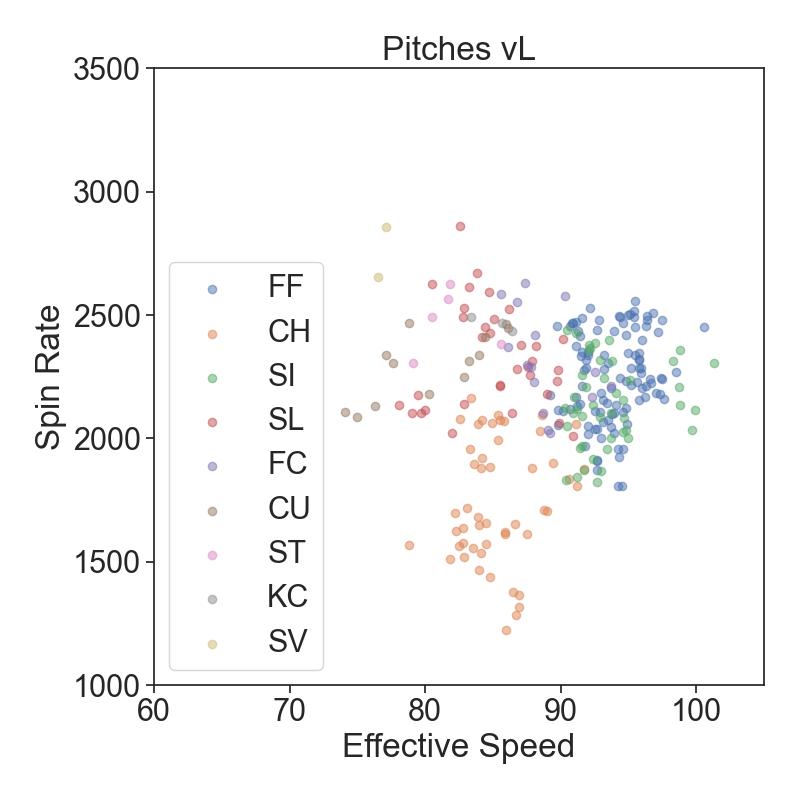 Pitches vL
3500
3000
2500
2000
1500
1000
Spin Rate
FF
CH
SI
SL
FC
CU
ST
KC
SV
60 70 80 90 100
Effective Speed